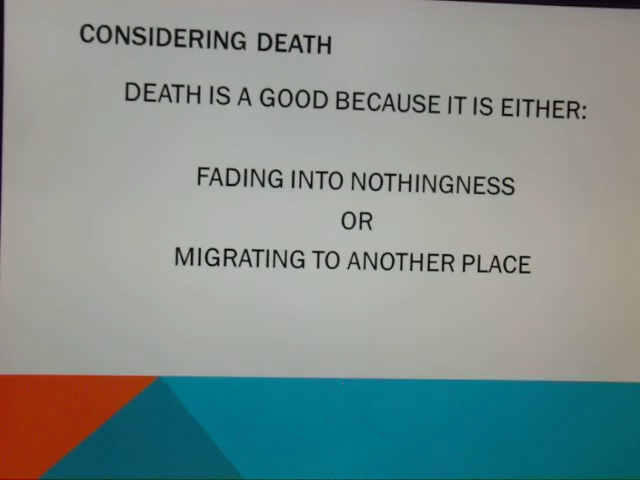 CONSIDERING DEATH
DEATH IS A GOOD BECAUSE IT IS EITHER:
FADING INTO NOTHINGNESS
OR
MIGRATING TO ANOTHER PLACE